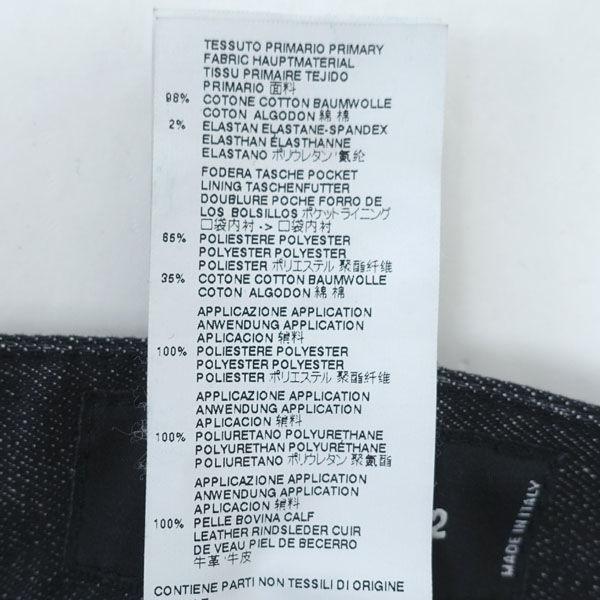 TESSUTO PRIMARIO PRIMARY
FABRIC HAUPTMATERIAL
TISSU PRIMAIRE TEJIDO
PRIMARIO 面料
98% COTONE COTTON BAUMWOLLE
COTON ALGODON 綿 棉
2% ELASTAN ELASTANE-SPANDEX
ELASTHAN ÉLASTHANNE
ELASTANO ポリウレタン 氨纶
FODERA TASCHE POCKET
LINING TASCHENFUTTER
DOUBLURE POCHE FORRO DE
LOS BOLSILLOS ポケットライニング
口袋内衬 -> 口袋内衬
65% POLIESTERE POLYESTER
POLYESTER POLYESTER
POLIESTER ポリエステル 聚酯纤维
35% COTONE COTTON BAUMWOLLE
COTON ALGODON 綿 棉
APPLICAZIONE APPLICATION
ANWENDUNG APPLICATION
APLICACION 辅料
100% POLIESTERE POLYESTER
POLYESTER POLYESTER
POLIESTER ポリエステル 聚酯纤维
APPLICAZIONE APPLICATION
ANWENDUNG APPLICATION
APLICACION 辅料
100% POLIURETANO POLYURETHANE
POLYURETHAN POLYURÉTHANE
POLIURETANO ポリウレタン 聚氨酯
APPLICAZIONE APPLICATION
ANWENDUNG APPLICATION
APLICACION 辅料
100% PELLE BOVINA CALF
LEATHER RINDSLEDER CUIR
DE VEAU PIEL DE BECERRO
牛革 牛皮
CONTIENE PARTI NON TESSILI DI ORIGINE
2
MADE IN ITALY